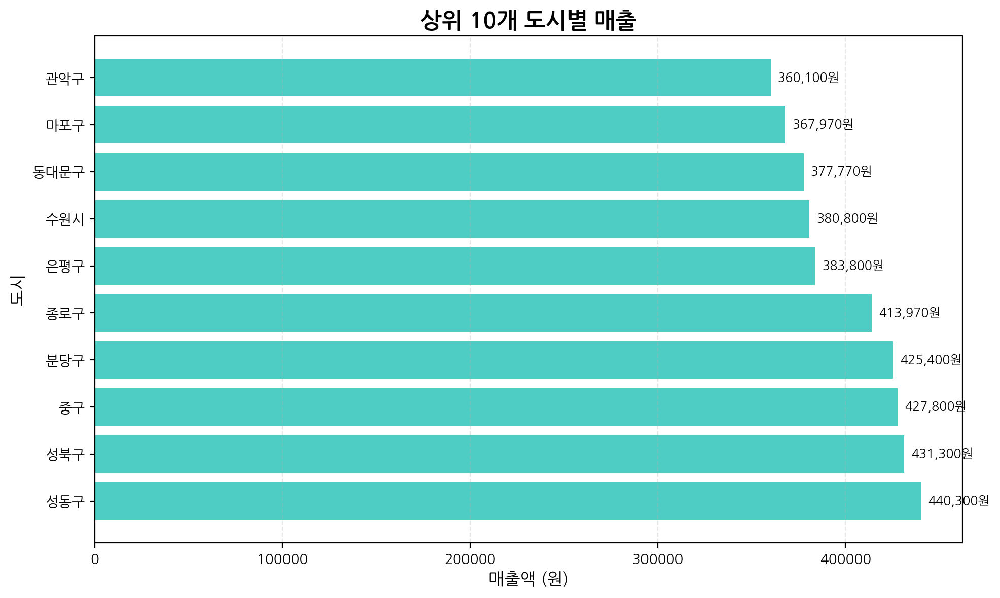 상위 10개 도시별 매출
관악구 360,100원
마포구 367,970원
동대문구 377,770원
수원시 380,800원
은평구 383,800원
종로구 413,970원
분당구 425,400원
중구 427,800원
성북구 431,300원
성동구 440,300원
도시
0 100000 200000 300000 400000
매출액 (원)